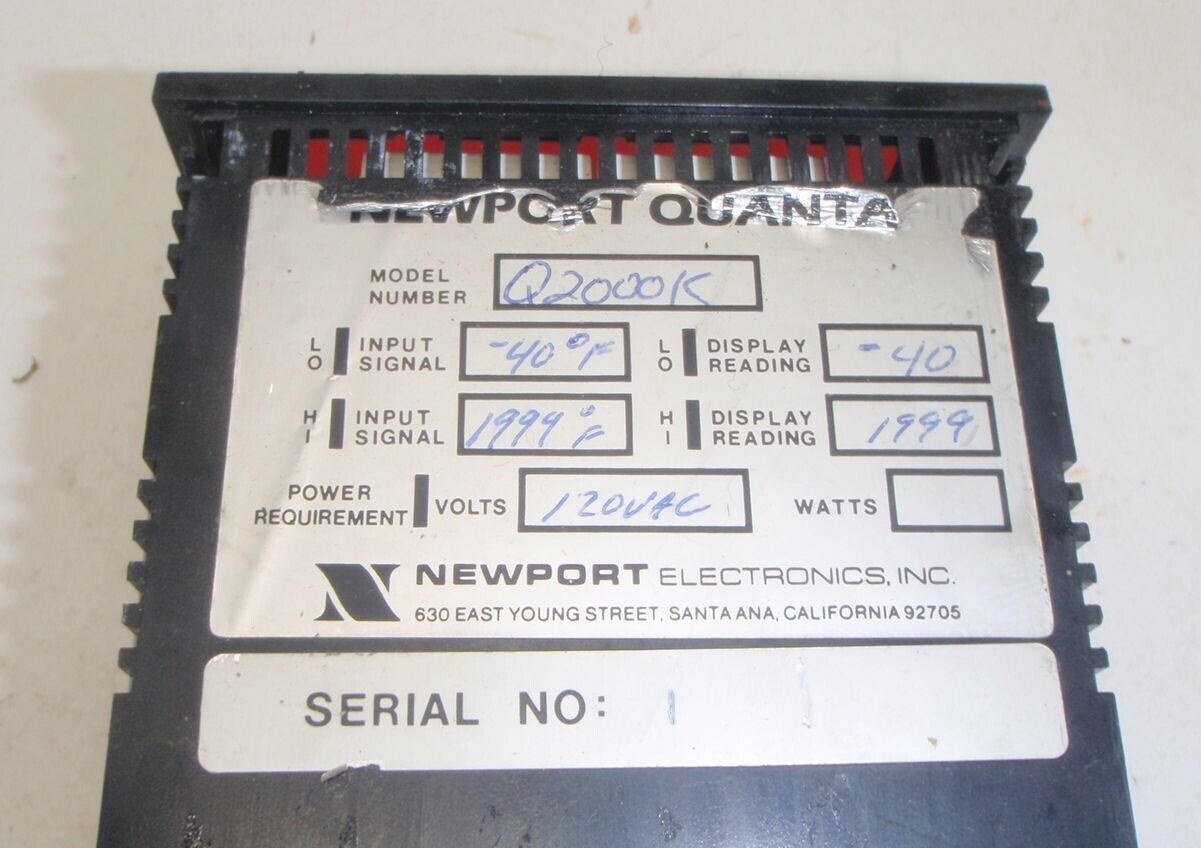 NEWPORT QUANTA
MODEL NUMBER Q2000K
LO INPUT SIGNAL -40°F LO DISPLAY READING -40
HI INPUT SIGNAL 1999°F HI DISPLAY READING 1999
POWER REQUIREMENT VOLTS 120VAC WATTS
N NEWPORT ELECTRONICS, INC.
630 EAST YOUNG STREET, SANTA ANA, CALIFORNIA 92705
SERIAL NO: